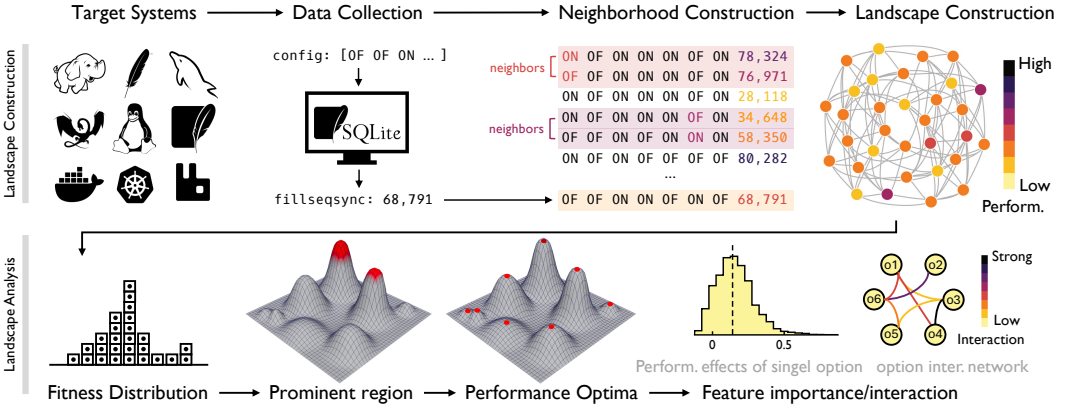 Target Systems
Data Collection
Neighborhood Construction
Landscape Construction
Landscape Construction
config: [OF OF ON … ]
SQLite
fillseqsync: 68,791
neighbors
neighbors
ON OF ON ON ON OF ON 78,324
OF OF ON ON ON OF ON 76,971
ON OF ON OF ON ON ON 28,118
ON OF ON ON ON OF ON 34,648
OF OF ON OF ON ON ON 58,350
ON OF ON OF OF OF OF 80,282
…
OF OF ON ON OF ON OF 68,791
High
Low
Perform.
Landscape Analysis
0
0.5
Perform. effects of singel option
o1
o2
o3
o4
o5
o6
Strong
Low
Interaction
option inter. network
Fitness Distribution
Prominent region
Performance Optima
Feature importance/interaction